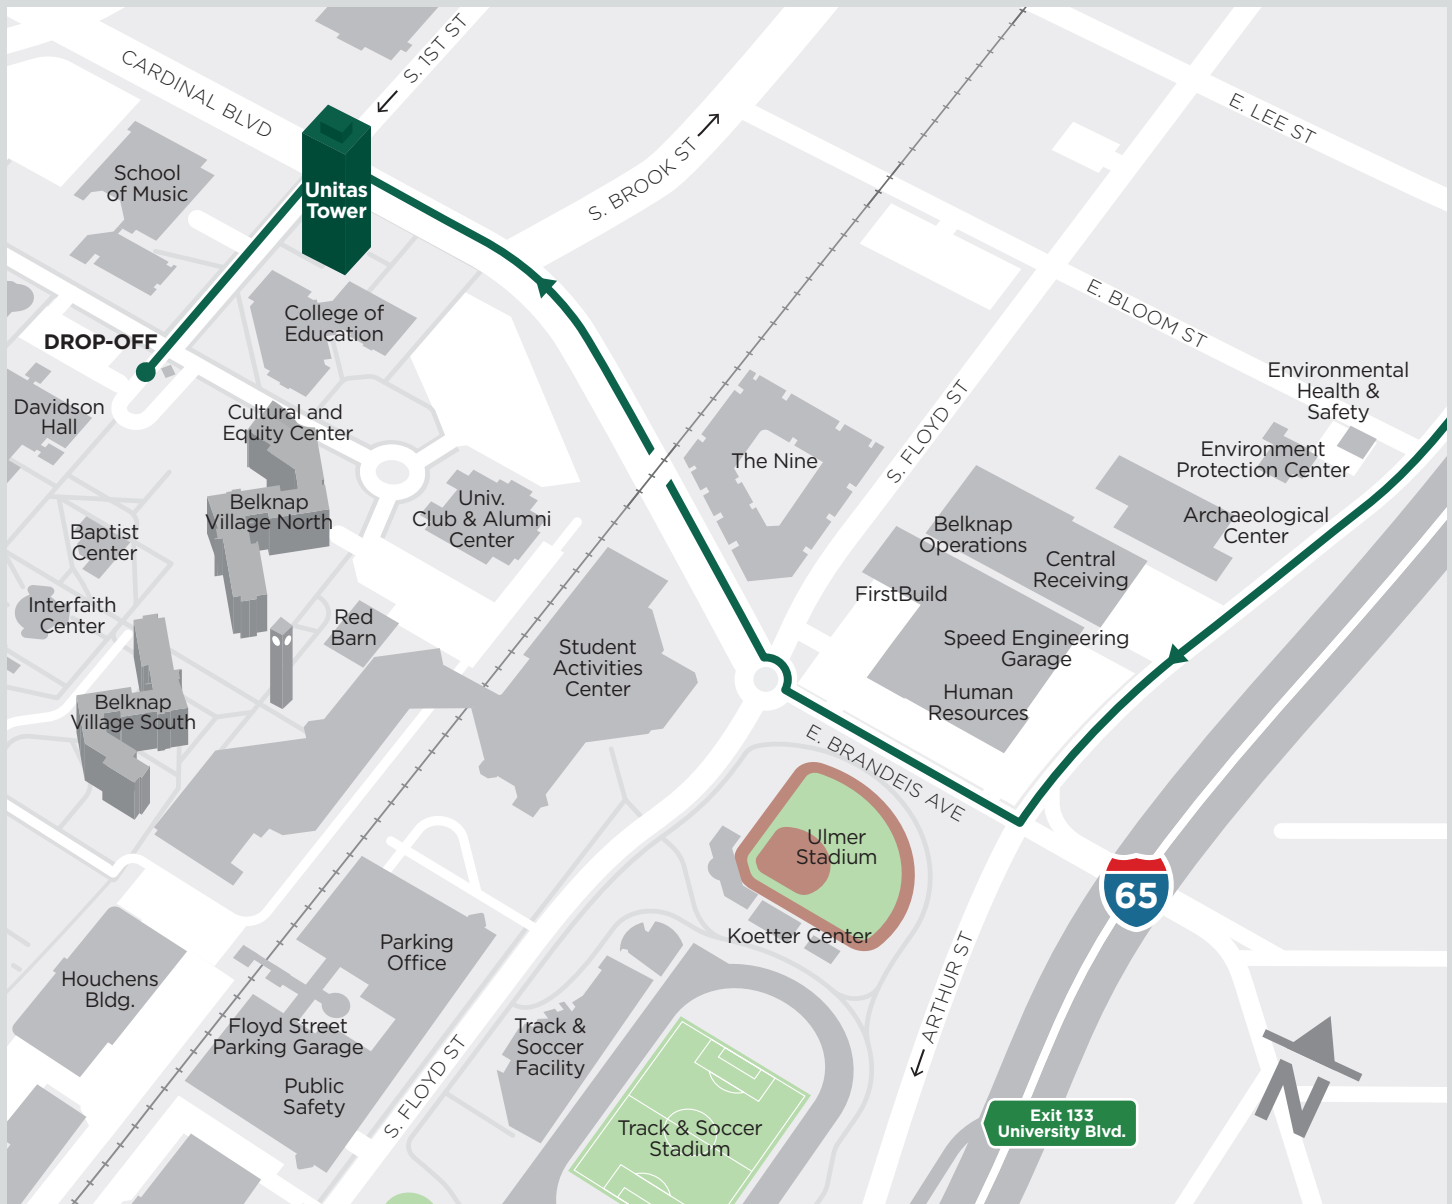 S. 1ST ST
CARDINAL BLVD
E. LEE ST
School
of Music
Unitas
Tower
S. BROOK ST
E. BLOOM ST
College of
Education
DROP-OFF
Environmental
Health &
Safety
Davidson
Hall
Cultural and
Equity Center
S. FLOYD ST
The Nine
Environment
Protection Center
Belknap
Village North
Univ.
Club & Alumni
Center
Archaeological
Center
Baptist
Center
Belknap
Operations
Central
Receiving
FirstBuild
Interfaith
Center
Red
Barn
Student
Activities
Center
Speed Engineering
Garage
Human
Resources
Belknap
Village South
E. BRANDEIS AVE
Ulmer
Stadium
65
Koetter Center
Parking
Office
ARTHUR ST
Houchens
Bldg.
Floyd Street
Parking Garage
Track &
Soccer
Facility
Public
Safety
S. FLOYD ST
Track & Soccer
Stadium
Exit 133
University Blvd.
N